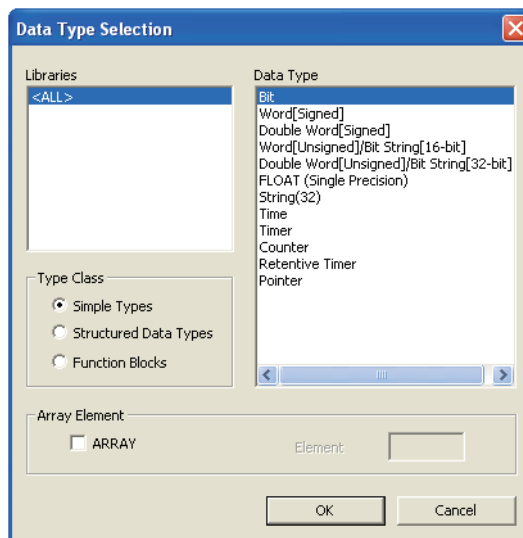 Data Type Selection
Libraries
<ALL>
Data Type
Bit
Word[Signed]
Double Word[Signed]
Word[Unsigned]/Bit String[16-bit]
Double Word[Unsigned]/Bit String[32-bit]
FLOAT (Single Precision)
String(32)
Time
Timer
Counter
Retentive Timer
Pointer
Type Class
Simple Types
Structured Data Types
Function Blocks
Array Element
ARRAY
Element
OK
Cancel